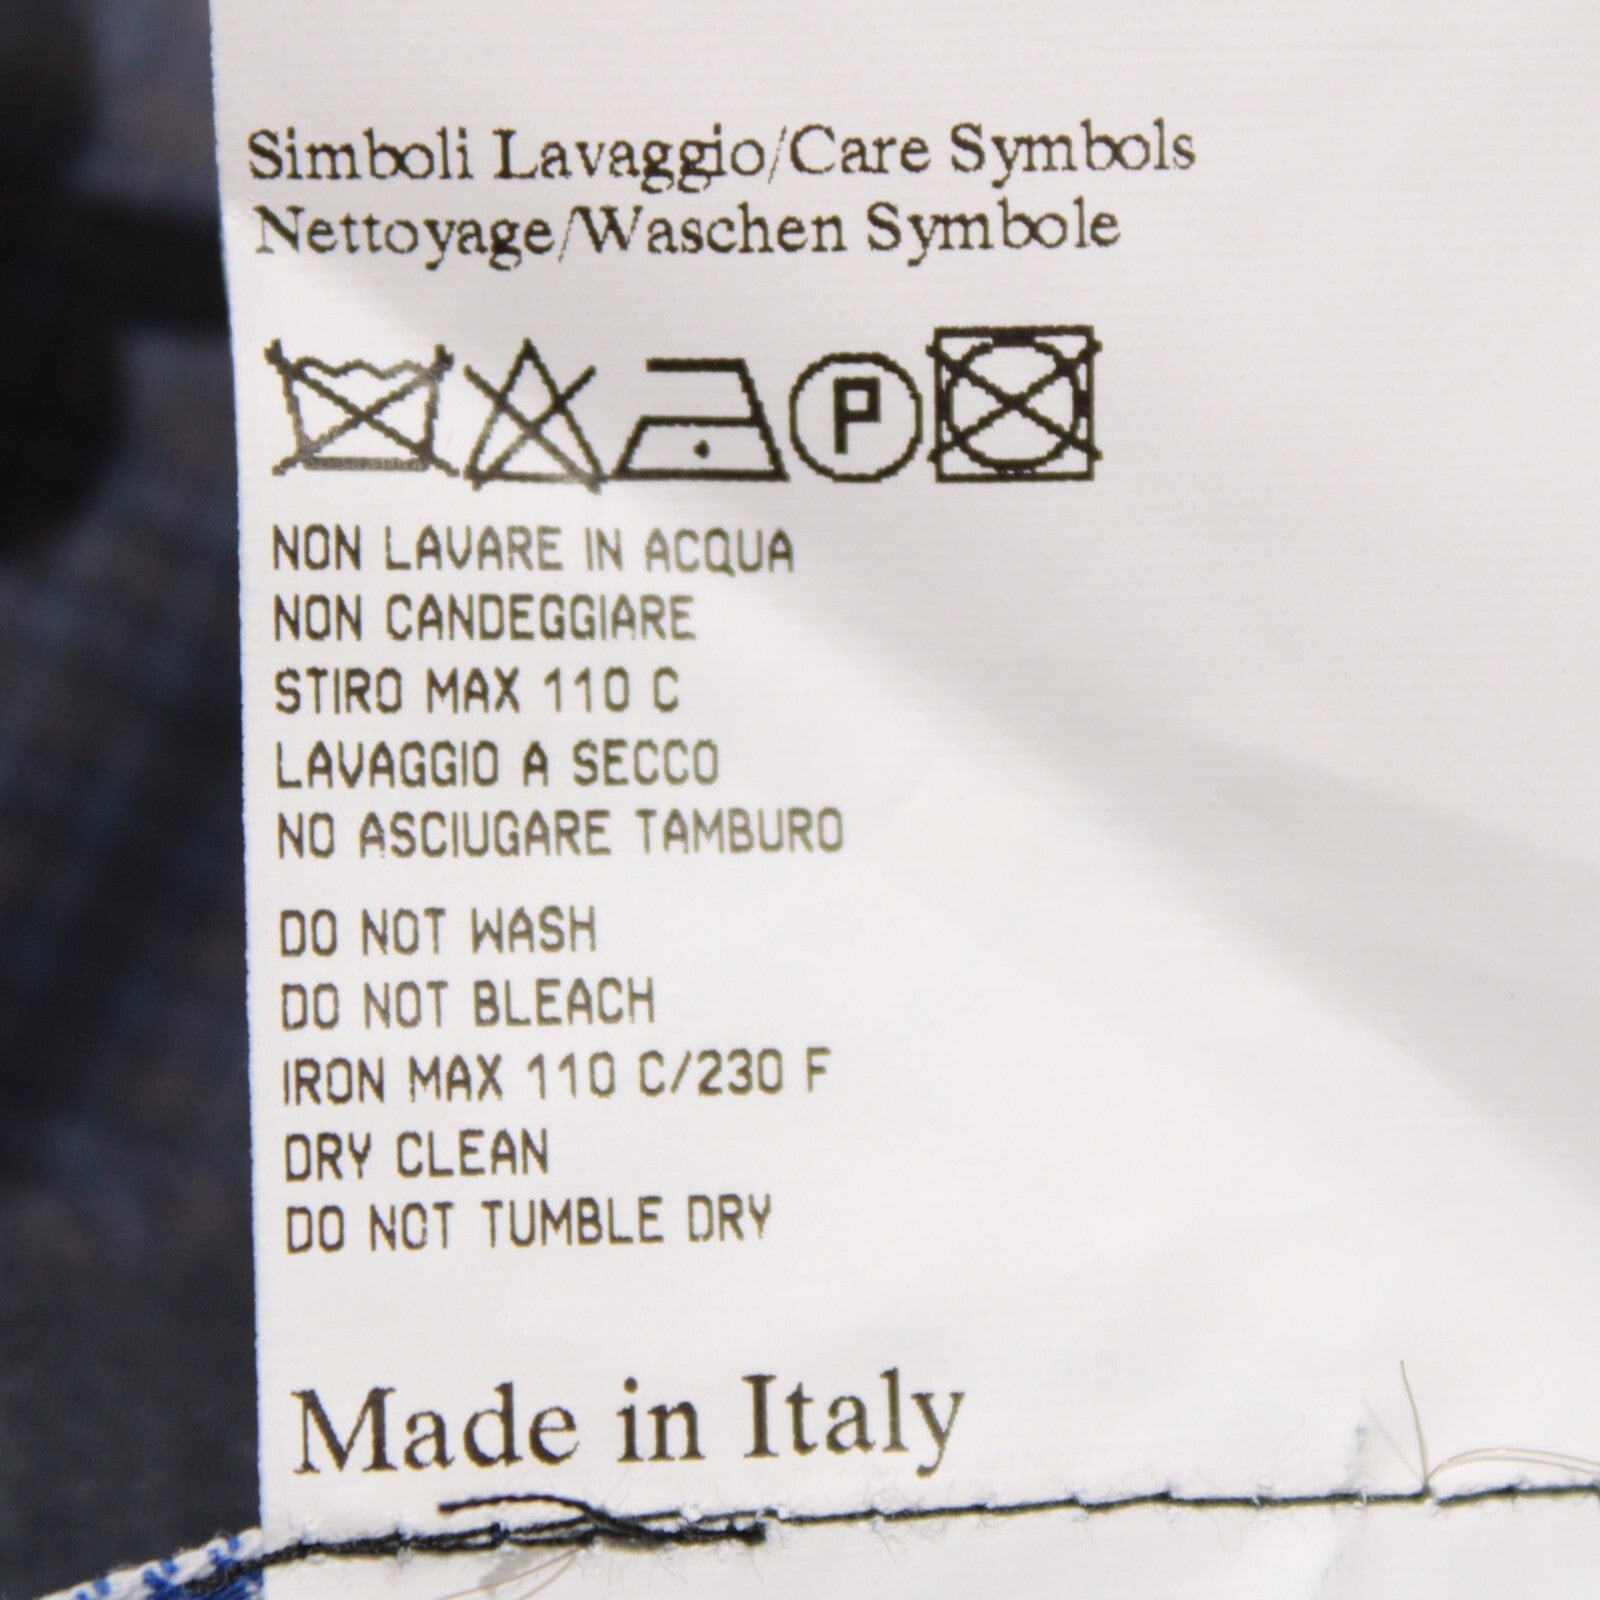 Simboli Lavaggio/Care Symbols
Nettoyage/Waschen Symbole
P
NON LAVARE IN ACQUA
NON CANDEGGIARE
STIRO MAX 110 C
LAVAGGIO A SECCO
NO ASCIUGARE TAMBURO
DO NOT WASH
DO NOT BLEACH
IRON MAX 110 C/230 F
DRY CLEAN
DO NOT TUMBLE DRY
Made in Italy